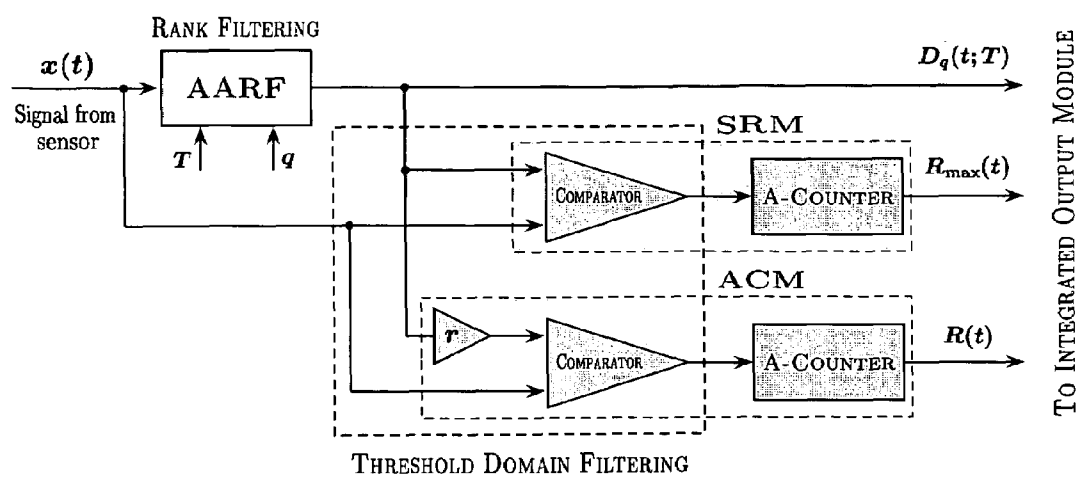 RANK FILTERING
x(t)
AARF
D_q(t;T)
Signal from
sensor
T
q
SRM
COMPARATOR
A-COUNTER
R_max(t)
ACM
r
COMPARATOR
A-COUNTER
R(t)
THRESHOLD DOMAIN FILTERING
TO INTEGRATED OUTPUT MODULE